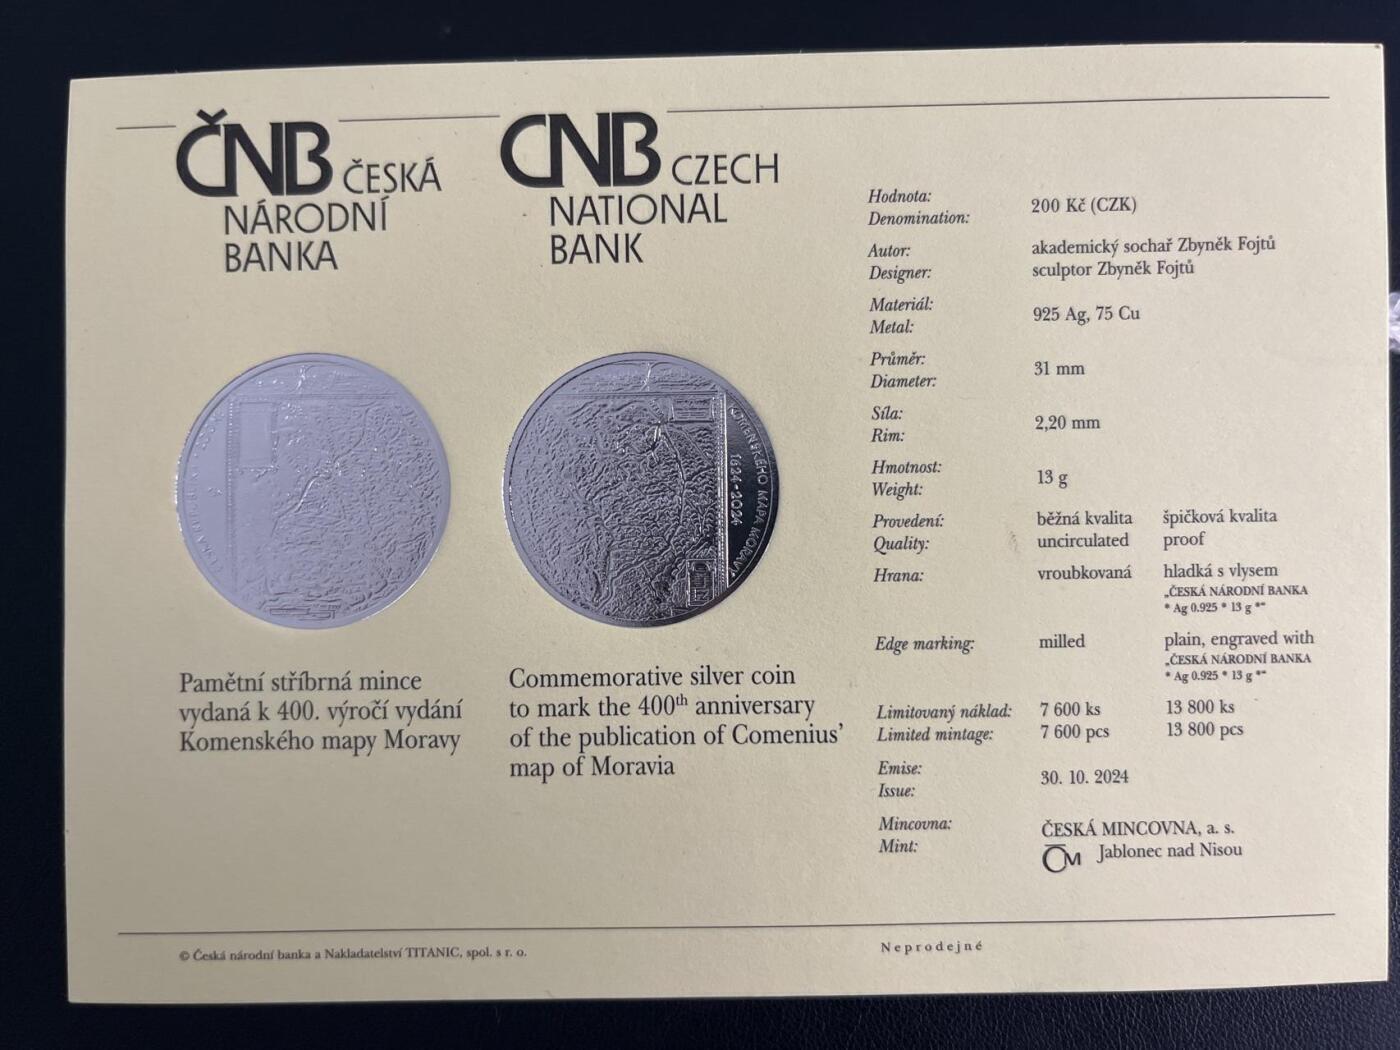 ČNB ČESKÁ
NÁRODNÍ
BANKA
CNB CZECH
NATIONAL
BANK
KOMENSKÉHO MAPA MORAVY
1624-2024
Pamětní stříbrná mince
vydaná k 400. výročí vydání
Komenského mapy Moravy
Commemorative silver coin
to mark the 400th anniversary
of the publication of Comenius’
map of Moravia
Hodnota:
Denomination:
200 Kč (CZK)
Autor:
Designer:
akademický sochař Zbyněk Fojtů
sculptor Zbyněk Fojtů
Materiál:
Metal:
925 Ag, 75 Cu
Průměr:
Diameter:
31 mm
Síla:
Rim:
2,20 mm
Hmotnost:
Weight:
13 g
Provedení: běžná kvalita špičková kvalita
Quality: uncirculated proof
Hrana: vroubkovaná hladká s vlysem
„ČESKÁ NÁRODNÍ BANKA
* Ag 0.925 * 13 g *“
Edge marking: milled plain, engraved with
„ČESKÁ NÁRODNÍ BANKA
* Ag 0.925 * 13 g *“
Limitovaný náklad: 7 600 ks 13 800 ks
Limited mintage: 7 600 pcs 13 800 pcs
Emise:
Issue:
30. 10. 2024
Mincovna:
Mint:
ČESKÁ MINCOVNA, a. s.
ČM Jablonec nad Nisou
© Česká národní banka a Nakladatelství TITANIC, spol. s r. o.
Neprodejné